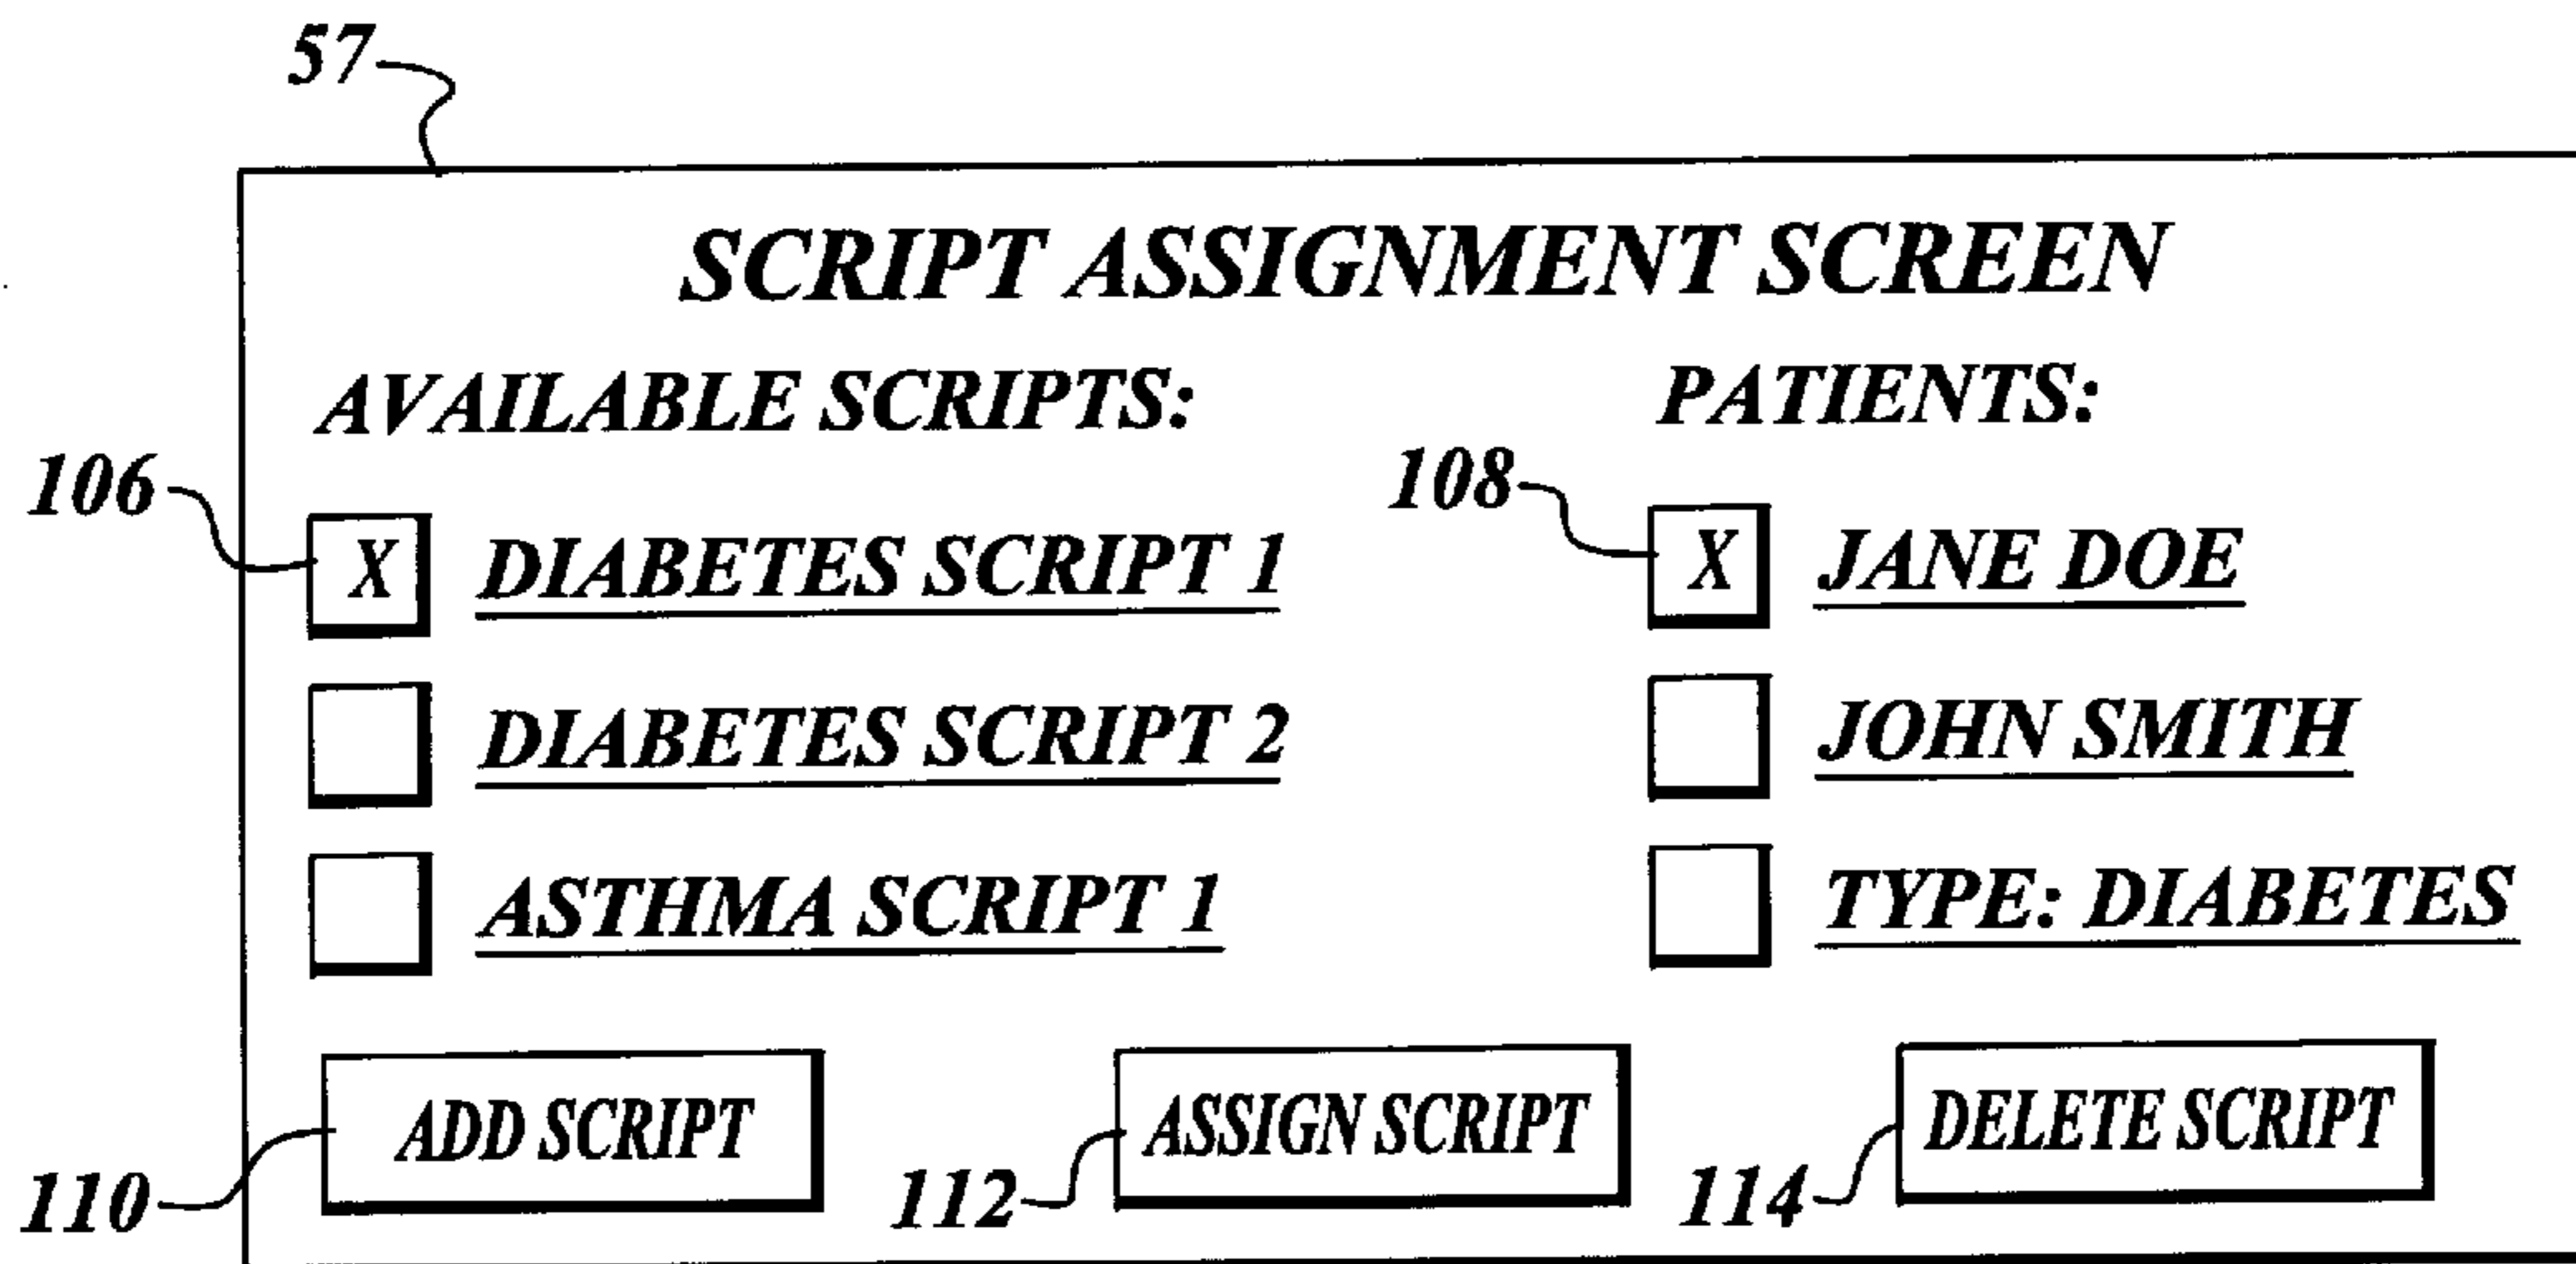 57
SCRIPT ASSIGNMENT SCREEN
AVAILABLE SCRIPTS: PATIENTS:
106 X DIABETES SCRIPT 1 108 X JANE DOE
DIABETES SCRIPT 2 JOHN SMITH
ASTHMA SCRIPT 1 TYPE: DIABETES
ADD SCRIPT ASSIGN SCRIPT DELETE SCRIPT
110 112 114